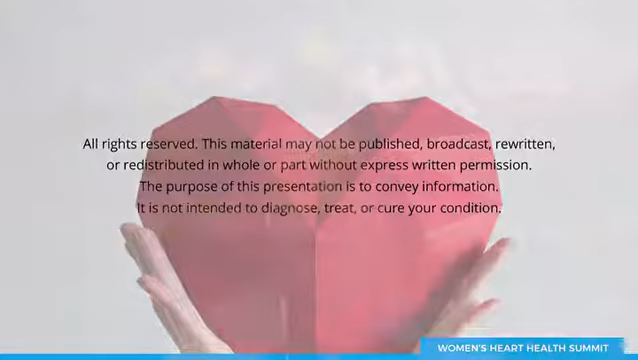 All rights reserved. This material may not be published, broadcast, rewritten,
or redistributed in whole or part without express written permission.
The purpose of this presentation is to convey information.
It is not intended to diagnose, treat, or cure your condition.
WOMEN'S HEART HEALTH SUMMIT